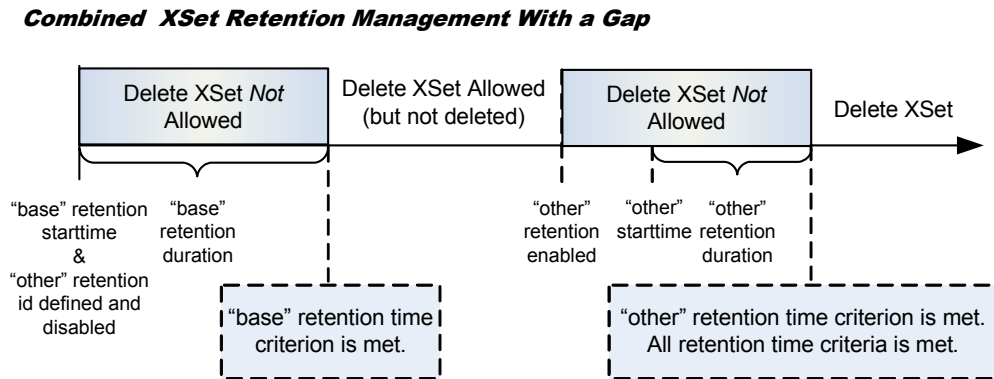 Combined XSet Retention Management With a Gap
Delete XSet Not
Allowed
Delete XSet Allowed
(but not deleted)
Delete XSet Not
Allowed
Delete XSet
“base” retention
starttime
&
“other” retention
id defined and
disabled
“base”
retention
duration
“other”
retention
enabled
“other”
starttime
“other”
retention
duration
“base” retention time
criterion is met.
“other” retention time criterion is met.
All retention time criteria is met.